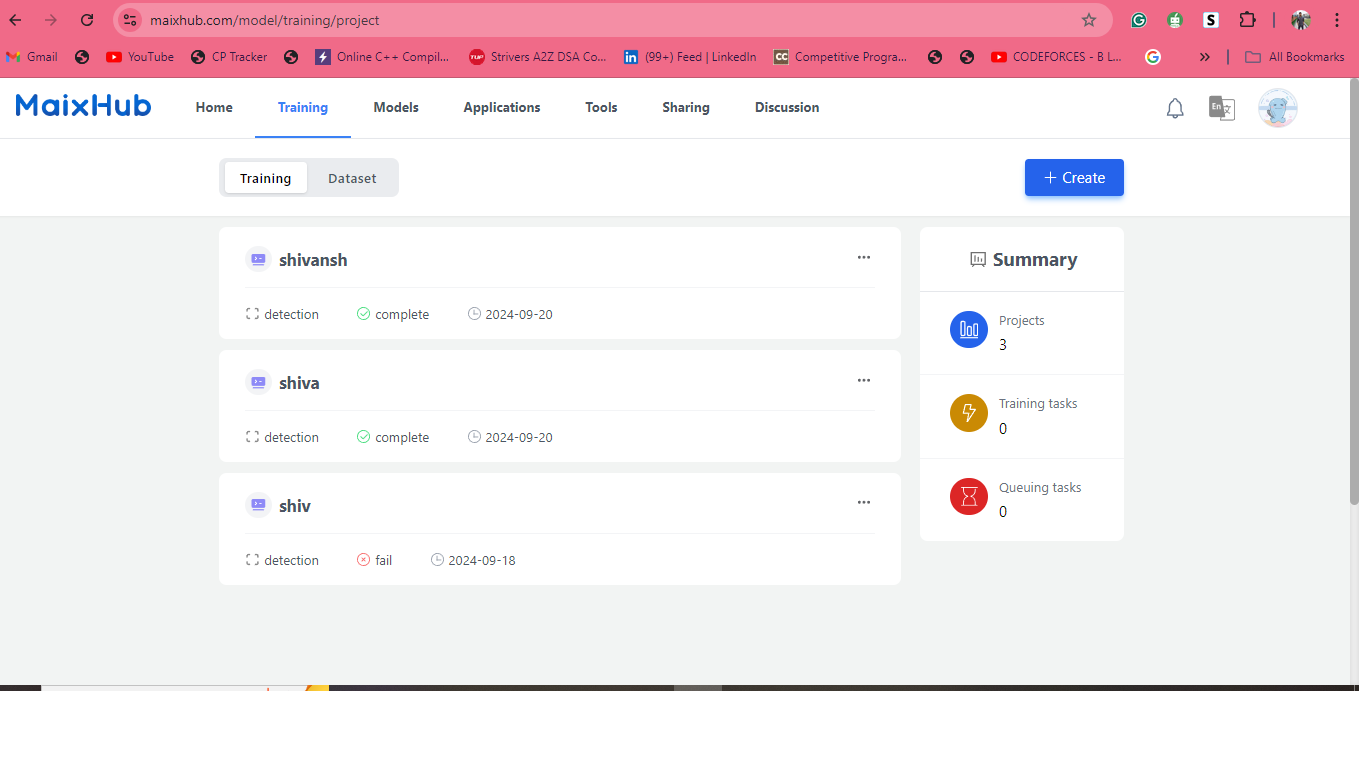 maixhub.com/model/training/project
Gmail YouTube CP Tracker Online C++ Compil... Strivers A2Z DSA Co... (99+) Feed | LinkedIn Competitive Progra... CODEFORCES - B L... » All Bookmarks
MaixHub Home Training Models Applications Tools Sharing Discussion En
Training Dataset + Create
shivansh ...
detection complete 2024-09-20
shiva ...
detection complete 2024-09-20
shiv ...
detection fail 2024-09-18
Summary
Projects
3
Training tasks
0
Queuing tasks
0